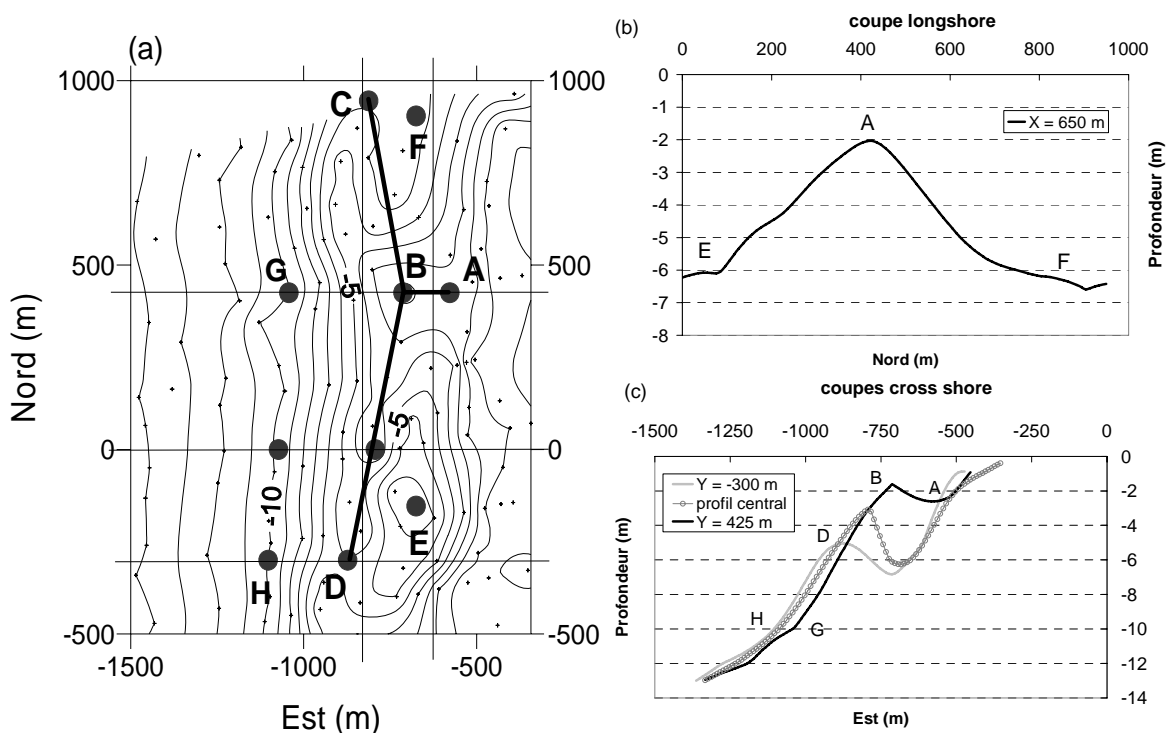 (a)
1000
500
0
-500
-1500
-1000
-500
1000
500
0
-500
Nord (m)
Est (m)
C
F
G
B
A
-5
-5
-10
E
H
D
(b)
coupe longshore
0 200 400 600 800 1000
0
-1
-2
-3
-4
-5
-6
-7
-8
A
E
F
X = 650 m
Profondeur (m)
Nord (m)
(c)
coupes cross shore
-1500 -1250 -1000 -750 -500 -250 0
0
-2
-4
-6
-8
-10
-12
-14
Y = -300 m
profil central
Y = 425 m
B
A
D
H
G
Profondeur (m)
Est (m)